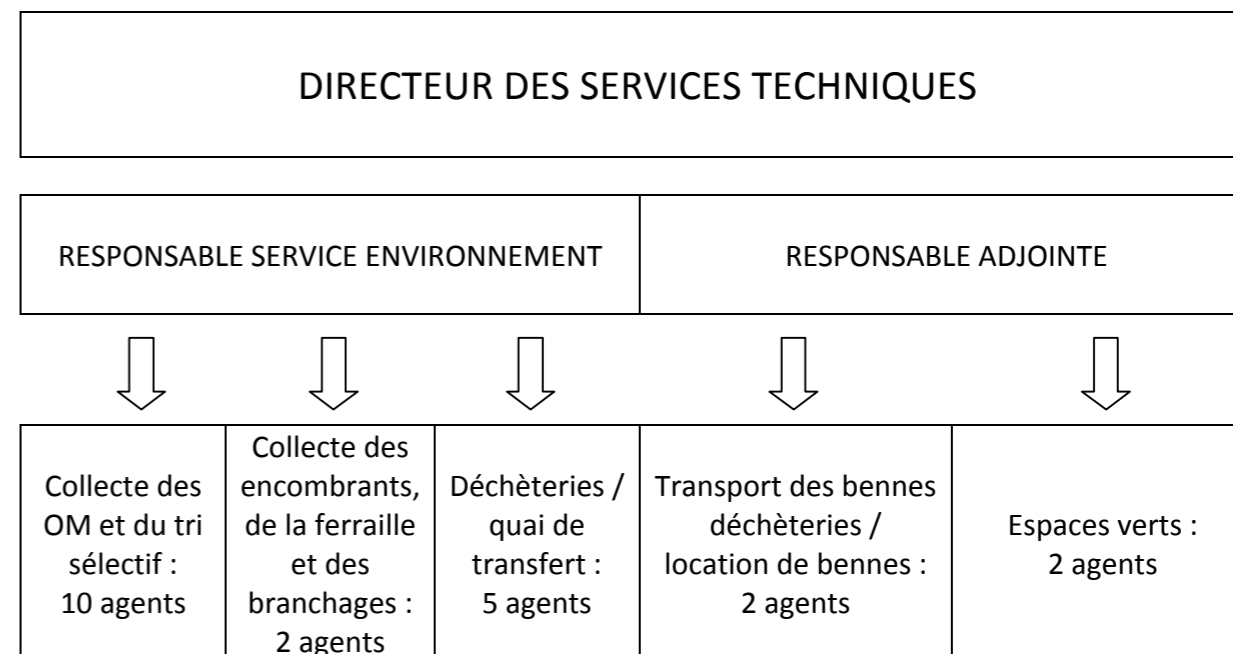 DIRECTEUR DES SERVICES TECHNIQUES
RESPONSABLE SERVICE ENVIRONNEMENT
RESPONSABLE ADJOINTE
Collecte des
OM et du tri
sélectif :
10 agents
Collecte des
encombrants,
de la ferraille
et des
branchages :
2 agents
Déchèteries /
quai de
transfert :
5 agents
Transport des bennes
déchèteries /
location de bennes :
2 agents
Espaces verts :
2 agents